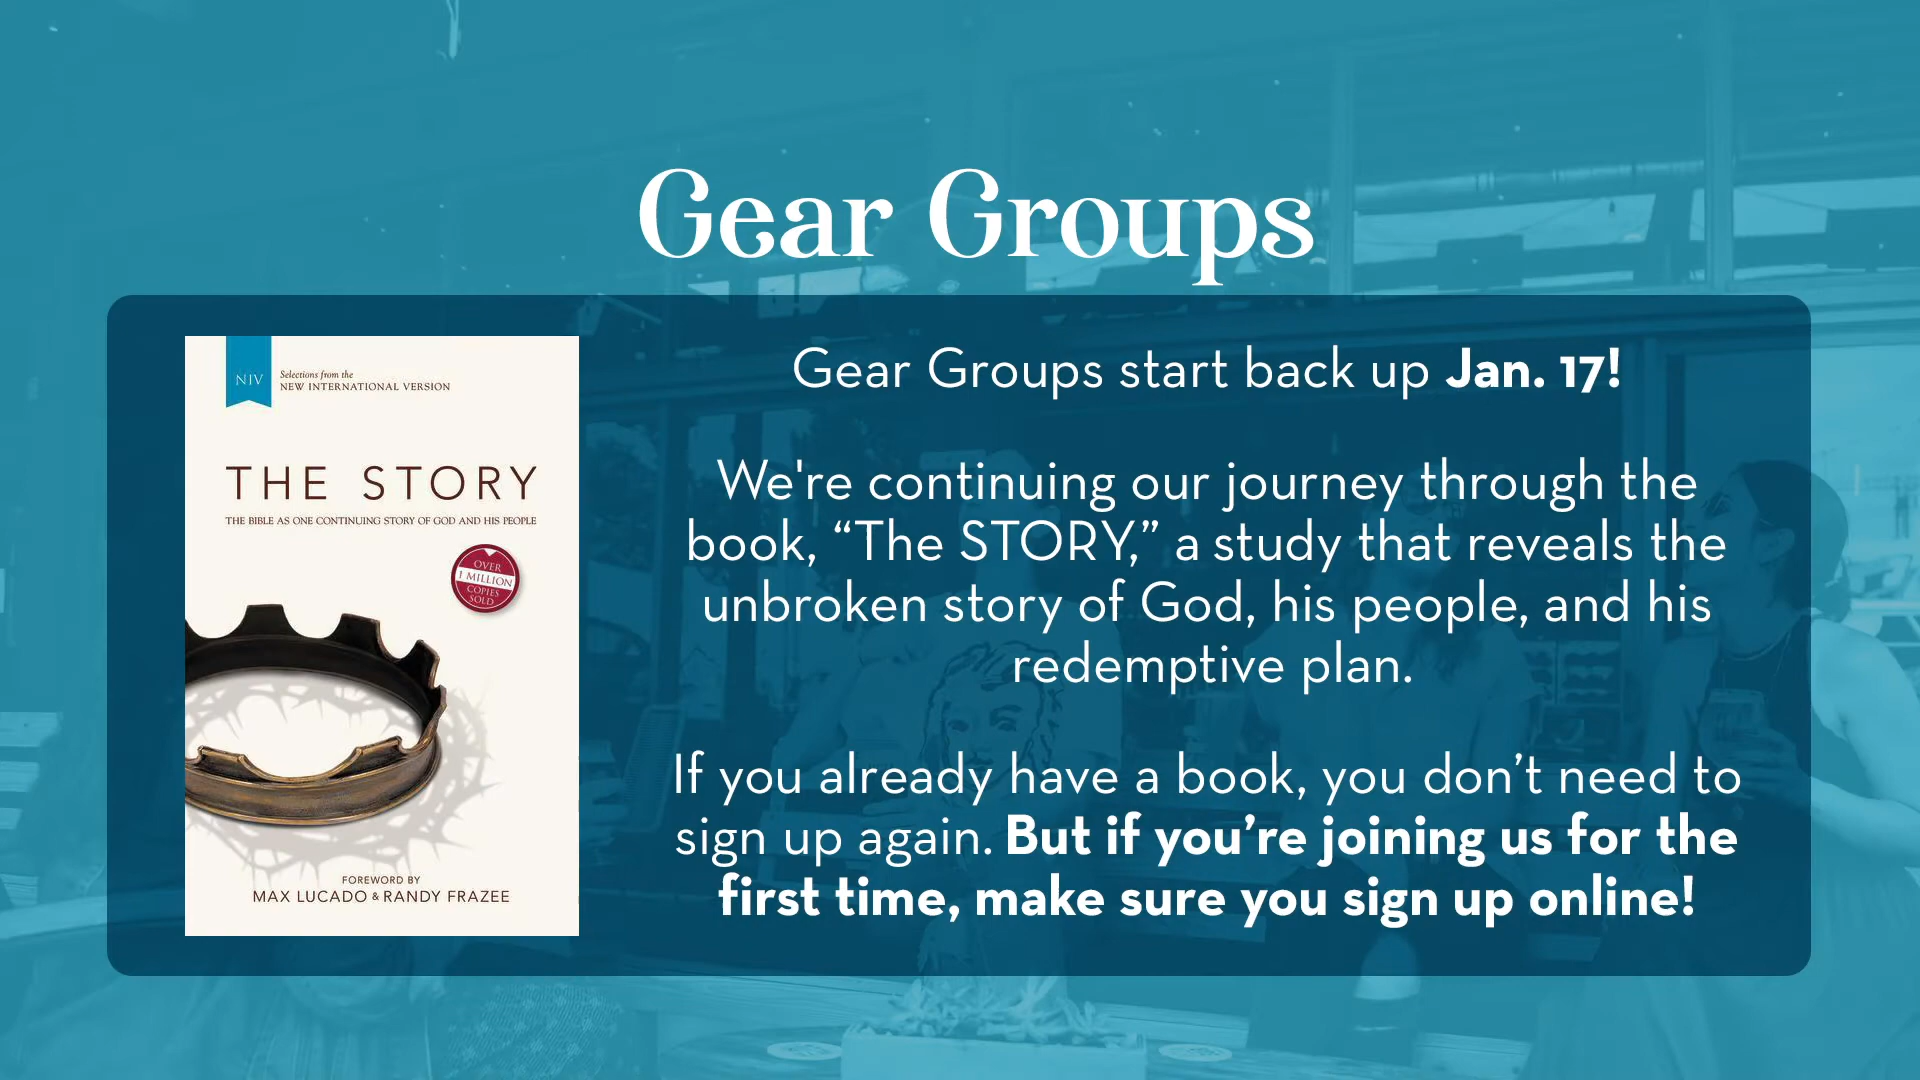 Gear Groups
NIV
Selections from the
NEW INTERNATIONAL VERSION
THE STORY
THE BIBLE AS ONE CONTINUING STORY OF GOD AND HIS PEOPLE
OVER
1 MILLION
COPIES
SOLD
FOREWORD BY
MAX LUCADO & RANDY FRAZEE
Gear Groups start back up Jan. 17!
We're continuing our journey through the
book, “The STORY,” a study that reveals the
unbroken story of God, his people, and his
redemptive plan.
If you already have a book, you don’t need to
sign up again. But if you’re joining us for the
first time, make sure you sign up online!